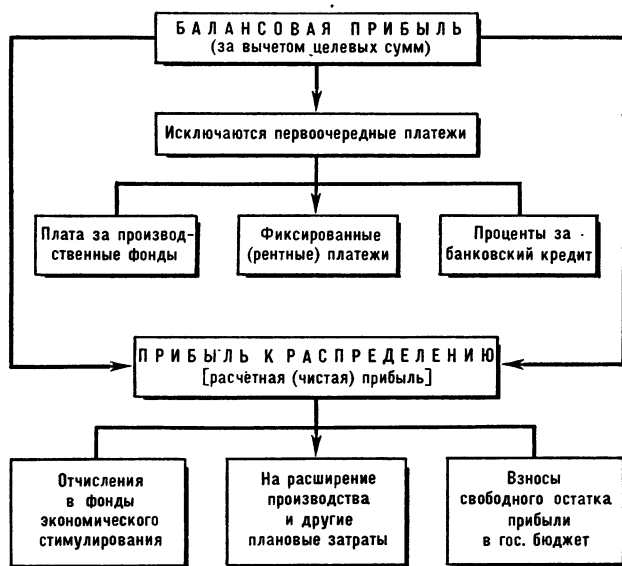 БАЛАНСОВАЯ ПРИБЫЛЬ
(за вычетом целевых сумм)
Исключаются первоочередные платежи
Плата за производ-
ственные фонды
Фиксированные
(рентные) платежи
Проценты за
банковский кредит
ПРИБЫЛЬ К РАСПРЕДЕЛЕНИЮ
[расчётная (чистая) прибыль]
Отчисления
в фонды
экономического
стимулирования
На расширение
производства
и другие
плановые затраты
Взносы
свободного остатка
прибыли
в гос. бюджет